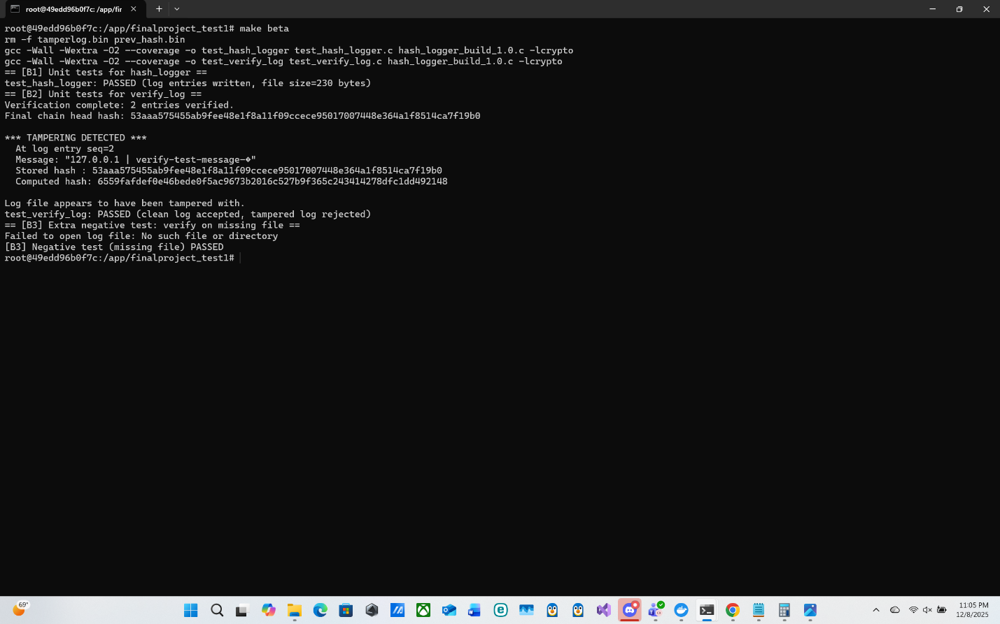 root@49edd96b0f7c: /app/fir
root@49edd96b0f7c:/app/finalproject_test1# make beta
rm -f tamperlog.bin prev_hash.bin
gcc -Wall -Wextra -O2 --coverage -o test_hash_logger test_hash_logger.c hash_logger_build_1.0.c -lcrypto
gcc -Wall -Wextra -O2 --coverage -o test_verify_log test_verify_log.c hash_logger_build_1.0.c -lcrypto
== [B1] Unit tests for hash_logger ==
test_hash_logger: PASSED (log entries written, file size=230 bytes)
== [B2] Unit tests for verify_log ==
Verification complete: 2 entries verified.
Final chain head hash: 53aaa575455ab9fee48e1f8a11f09ccece95017007448e364a1f8514ca7f19b0
*** TAMPERING DETECTED ***
At log entry seq=2
Message: "127.0.0.1 | verify-test-message-�"
Stored hash : 53aaa575455ab9fee48e1f8a11f09ccece95017007448e364a1f8514ca7f19b0
Computed hash: 6559fafdef0e46bede0f5ac9673b2016c527b9f365c243414278dfc1dd492148
Log file appears to have been tampered with.
test_verify_log: PASSED (clean log accepted, tampered log rejected)
== [B3] Extra negative test: verify on missing file ==
Failed to open log file: No such file or directory
[B3] Negative test (missing file) PASSED
root@49edd96b0f7c:/app/finalproject_test1#
69°
11:05 PM
12/8/2025